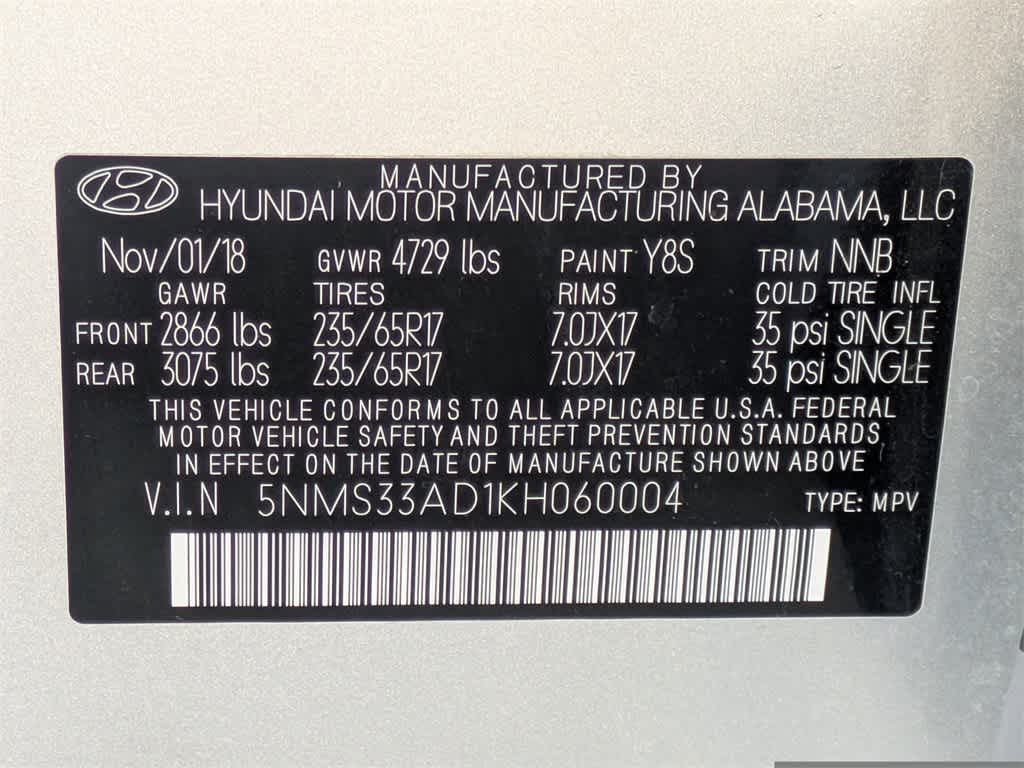 MANUFACTURED BY
HYUNDAI MOTOR MANUFACTURING ALABAMA, LLC
Nov/01/18 GVWR 4729 lbs PAINT Y8S TRIM NNB
GAWR TIRES RIMS COLD TIRE INFL
FRONT 2866 lbs 235/65R17 7.0JX17 35 psi SINGLE
REAR 3075 lbs 235/65R17 7.0JX17 35 psi SINGLE
THIS VEHICLE CONFORMS TO ALL APPLICABLE U.S.A. FEDERAL
MOTOR VEHICLE SAFETY AND THEFT PREVENTION STANDARDS
IN EFFECT ON THE DATE OF MANUFACTURE SHOWN ABOVE
V.I.N 5NMS33AD1KH060004 TYPE: MPV